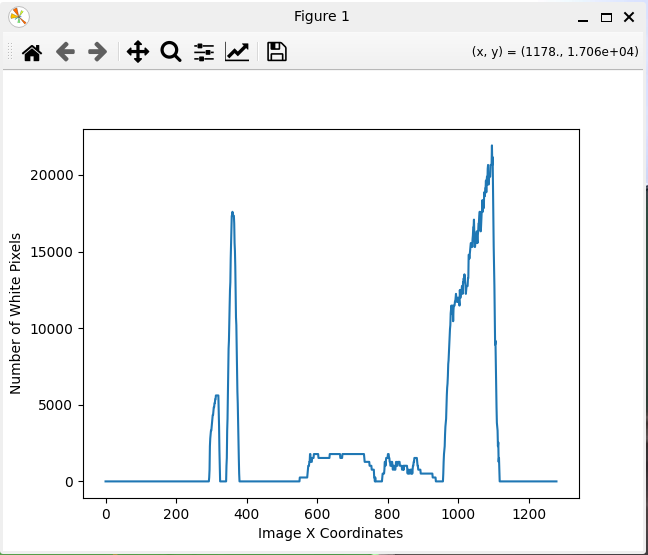 Figure 1
(x, y) = (1178., 1.706e+04)
20000
15000
10000
5000
0
Number of White Pixels
0 200 400 600 800 1000 1200
Image X Coordinates